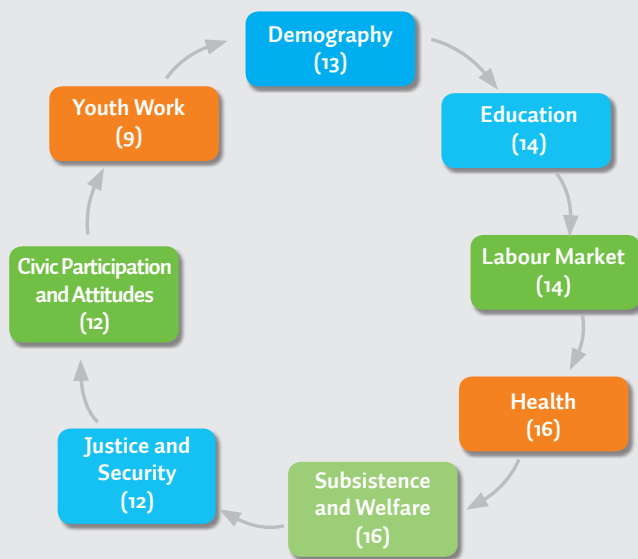 Demography
(13)
Education
(14)
Labour Market
(14)
Health
(16)
Subsistence
and Welfare
(16)
Justice and
Security
(12)
Civic Participation
and Attitudes
(12)
Youth Work
(9)